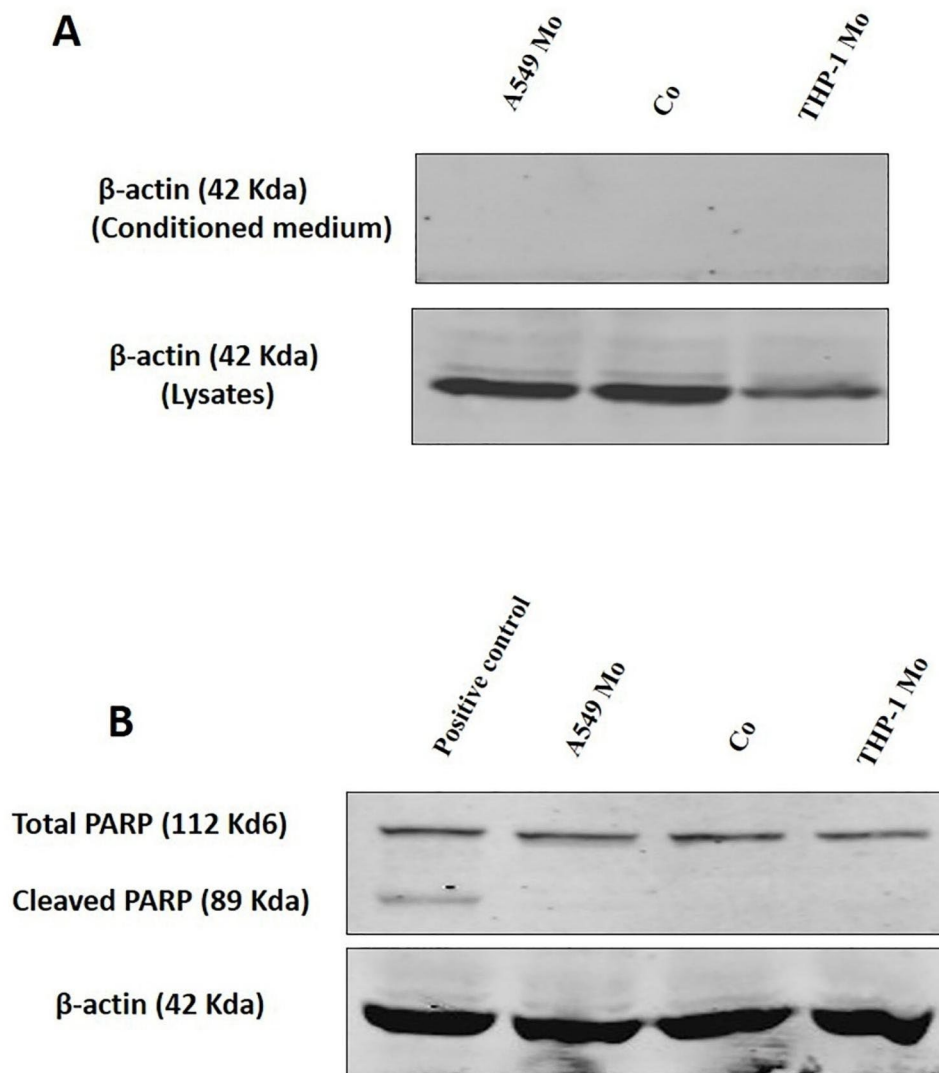 A
A549 Mo
Co
THP-1 Mo
β-actin (42 Kda)
(Conditioned medium)
β-actin (42 Kda)
(Lysates)
B
Positive control
A549 Mo
Co
THP-1 Mo
Total PARP (112 Kd6)
Cleaved PARP (89 Kda)
β-actin (42 Kda)